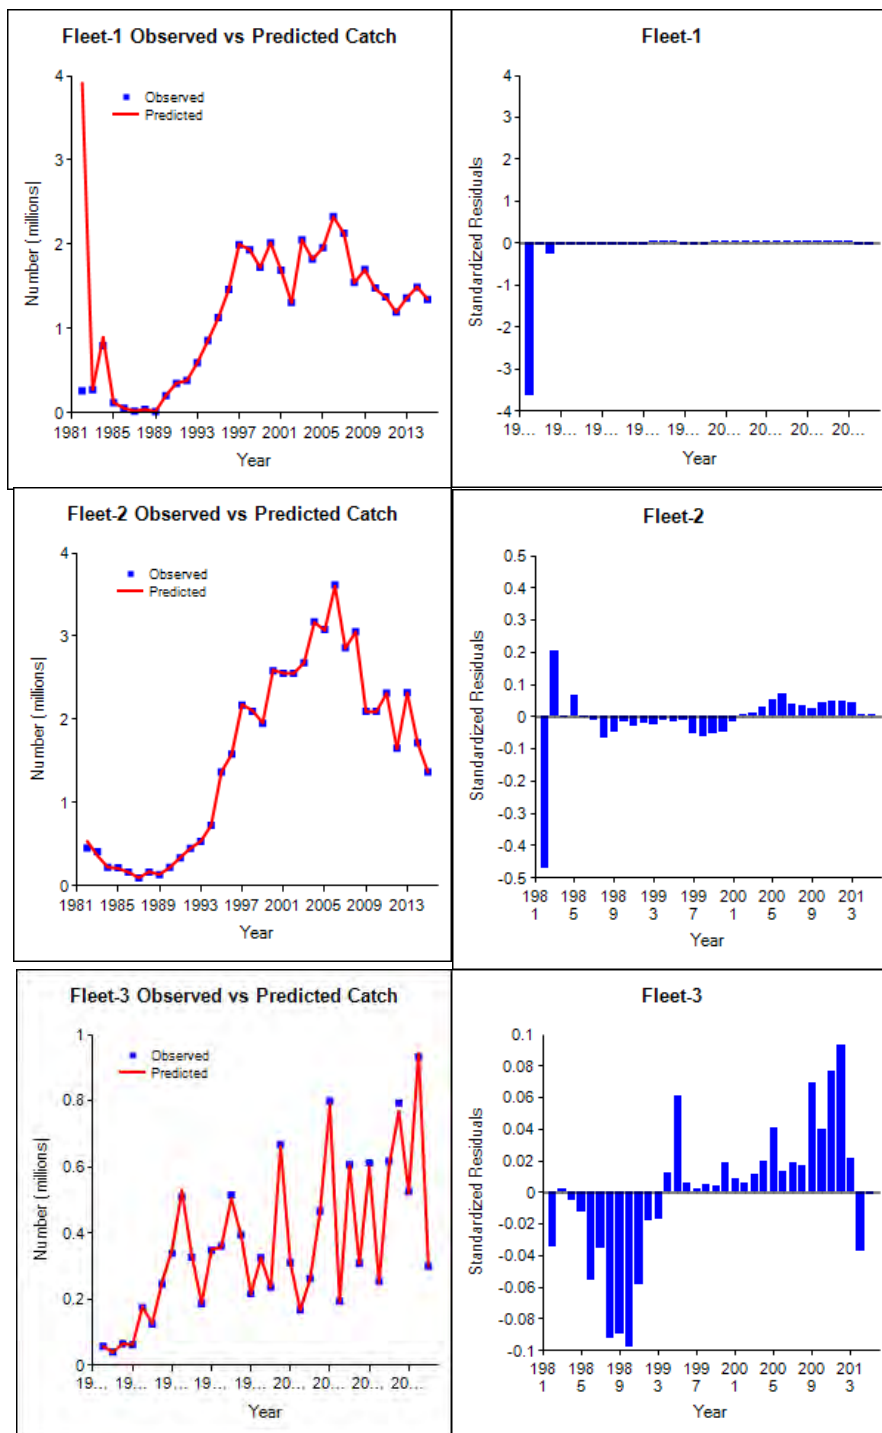 Fleet-1 Observed vs Predicted Catch
4
3
2
1
0
Number (millions|
Observed
Predicted
1981 1985 1989 1993 1997 2001 2005 2009 2013
Year
Fleet-1
4
3
2
1
0
-1
-2
-3
-4
Standardized Residuals
19... 19... 19... 19... 19... 20... 20... 20... 20...
Year
Fleet-2 Observed vs Predicted Catch
4
3
2
1
0
Number (millions|
Observed
Predicted
1981 1985 1989 1993 1997 2001 2005 2009 2013
Year
Fleet-2
0.5
0.4
0.3
0.2
0.1
0
-0.1
-0.2
-0.3
-0.4
-0.5
Standardized Residuals
198 198 198 199 199 200 200 200 201
1 5 9 3 7 1 5 9 3
Year
Fleet-3 Observed vs Predicted Catch
1
0.8
0.6
0.4
0.2
0
Number (millions|
Observed
Predicted
19... 19... 19... 19... 19... 20... 20... 20... 20...
Year
Fleet-3
0.1
0.08
0.06
0.04
0.02
0
-0.02
-0.04
-0.06
-0.08
-0.1
Standardized Residuals
198 198 198 199 199 200 200 200 201
1 5 9 3 7 1 5 9 3
Year